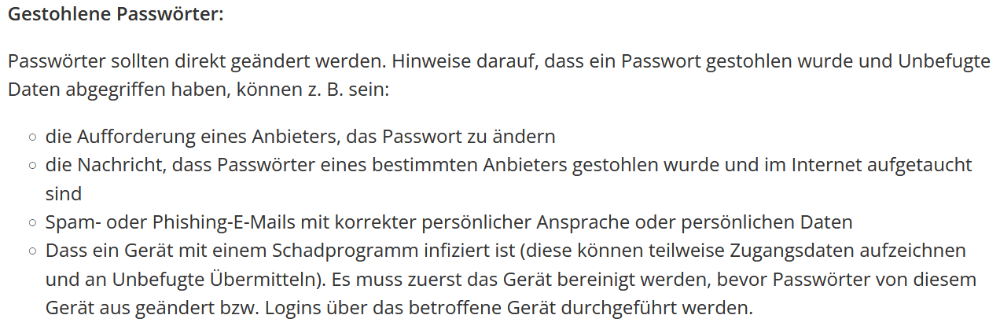 Gestohlene Passwörter:
Passwörter sollten direkt geändert werden. Hinweise darauf, dass ein Passwort gestohlen wurde und Unbefugte
Daten abgegriffen haben, können z. B. sein:
die Aufforderung eines Anbieters, das Passwort zu ändern
die Nachricht, dass Passwörter eines bestimmten Anbieters gestohlen wurde und im Internet aufgetaucht
sind
Spam- oder Phishing-E-Mails mit korrekter persönlicher Ansprache oder persönlichen Daten
Dass ein Gerät mit einem Schadprogramm infiziert ist (diese können teilweise Zugangsdaten aufzeichnen
und an Unbefugte Übermitteln). Es muss zuerst das Gerät bereinigt werden, bevor Passwörter von diesem
Gerät aus geändert bzw. Logins über das betroffene Gerät durchgeführt werden.